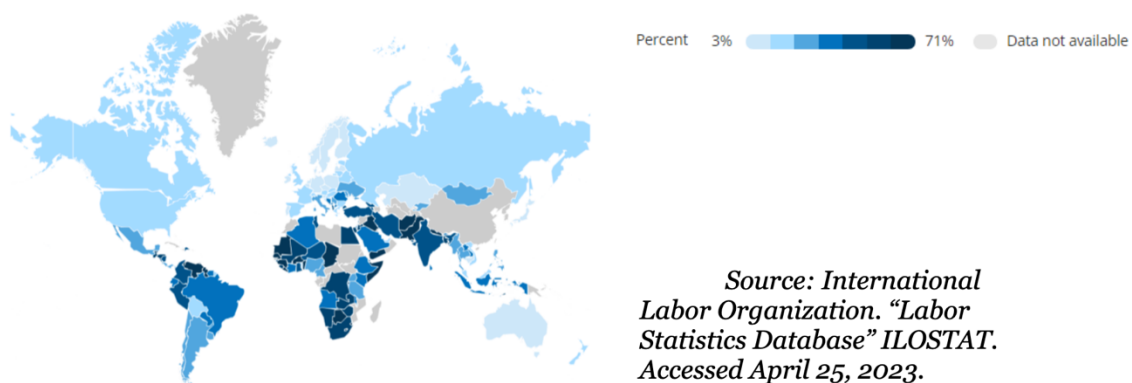 Percent 3% 71% Data not available
Source: International
Labor Organization. “Labor
Statistics Database” ILOSTAT.
Accessed April 25, 2023.